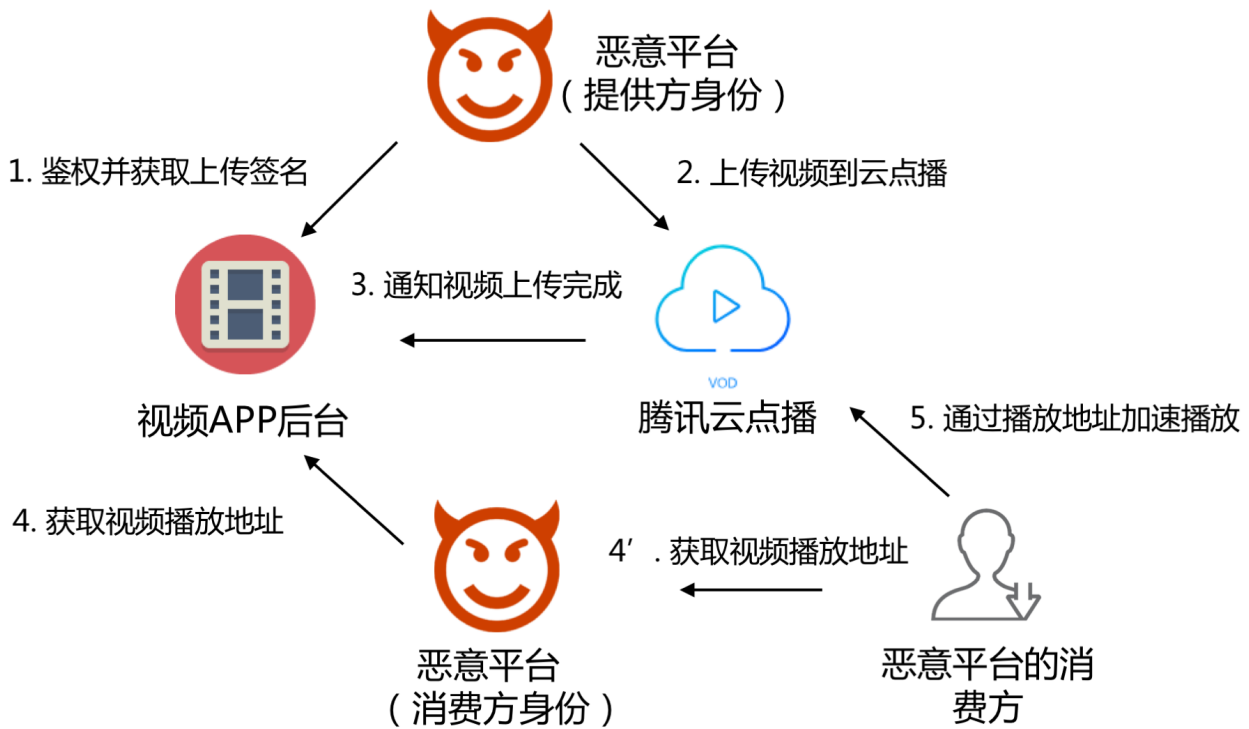 恶意平台
（提供方身份）
1. 鉴权并获取上传签名
2. 上传视频到云点播
3. 通知视频上传完成
VOD
视频APP后台
腾讯云点播
5. 通过播放地址加速播放
4. 获取视频播放地址
4′. 获取视频播放地址
恶意平台
（消费方身份）
恶意平台的消
费方